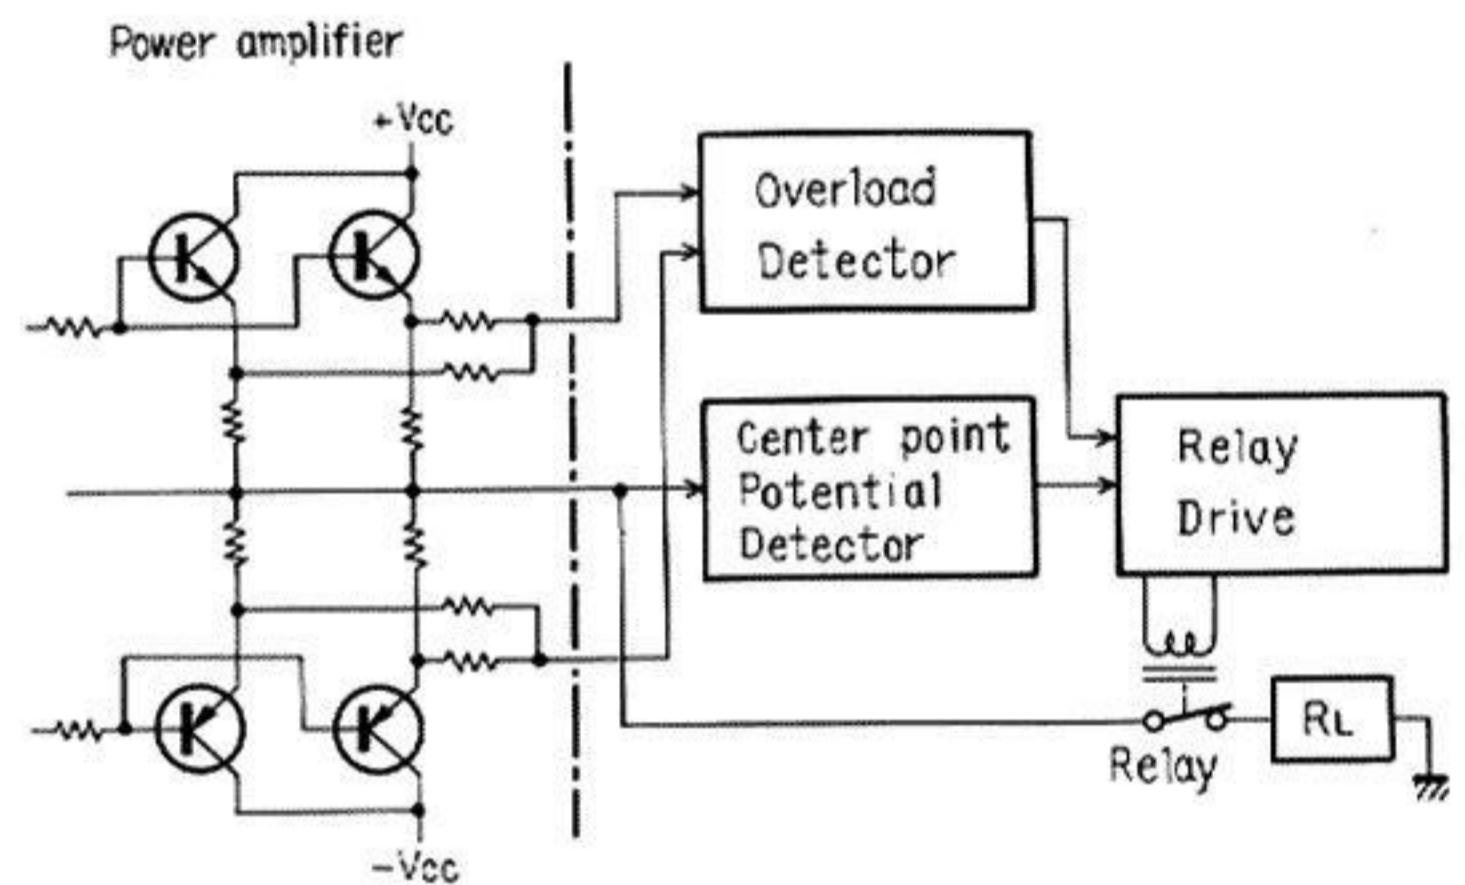 Power amplifier
+Vcc
Overload
Detector
Center point
Potential
Detector
Relay
Drive
RL
Relay
-Vcc